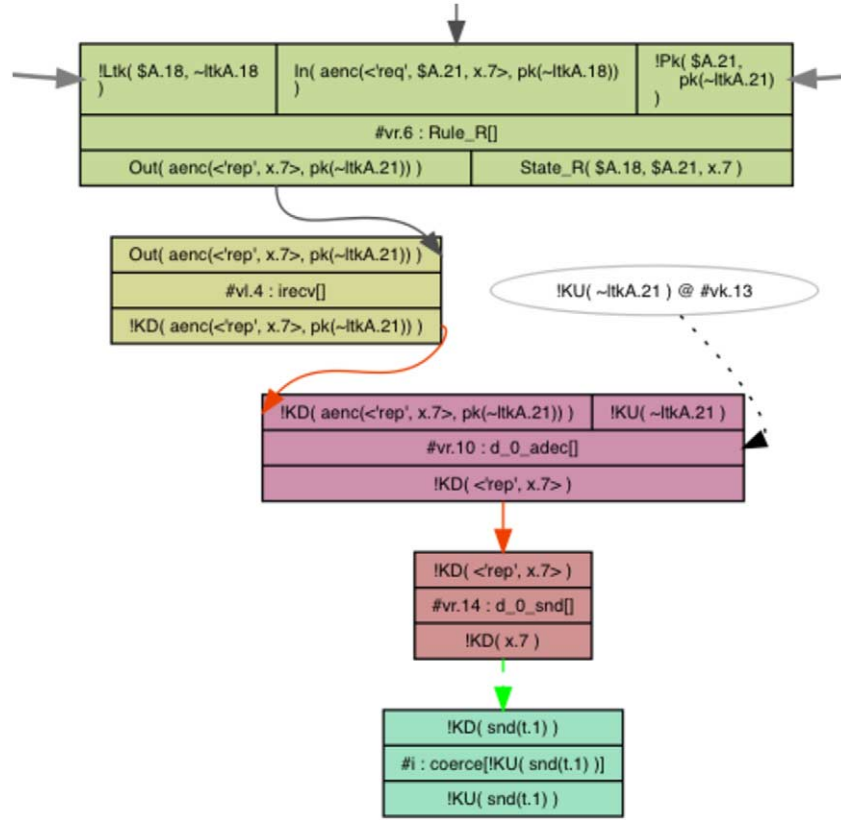 !Ltk( $A.18, ~ltkA.18
)
In( aenc(<'req', $A.21, x.7>, pk(~ltkA.18))
)
!Pk( $A.21,
pk(~ltkA.21)
)
#vr.6 : Rule_R[]
Out( aenc(<'rep', x.7>, pk(~ltkA.21)) )
State_R( $A.18, $A.21, x.7 )
Out( aenc(<'rep', x.7>, pk(~ltkA.21)) )
#vl.4 : irecv[]
!KD( aenc(<'rep', x.7>, pk(~ltkA.21)) )
!KU( ~ltkA.21 ) @ #vk.13
!KD( aenc(<'rep', x.7>, pk(~ltkA.21)) )
!KU( ~ltkA.21 )
#vr.10 : d_0_adec[]
!KD( <'rep', x.7> )
!KD( <'rep', x.7> )
#vr.14 : d_0_snd[]
!KD( x.7 )
!KD( snd(t.1) )
#i : coerce[!KU( snd(t.1) )]
!KU( snd(t.1) )